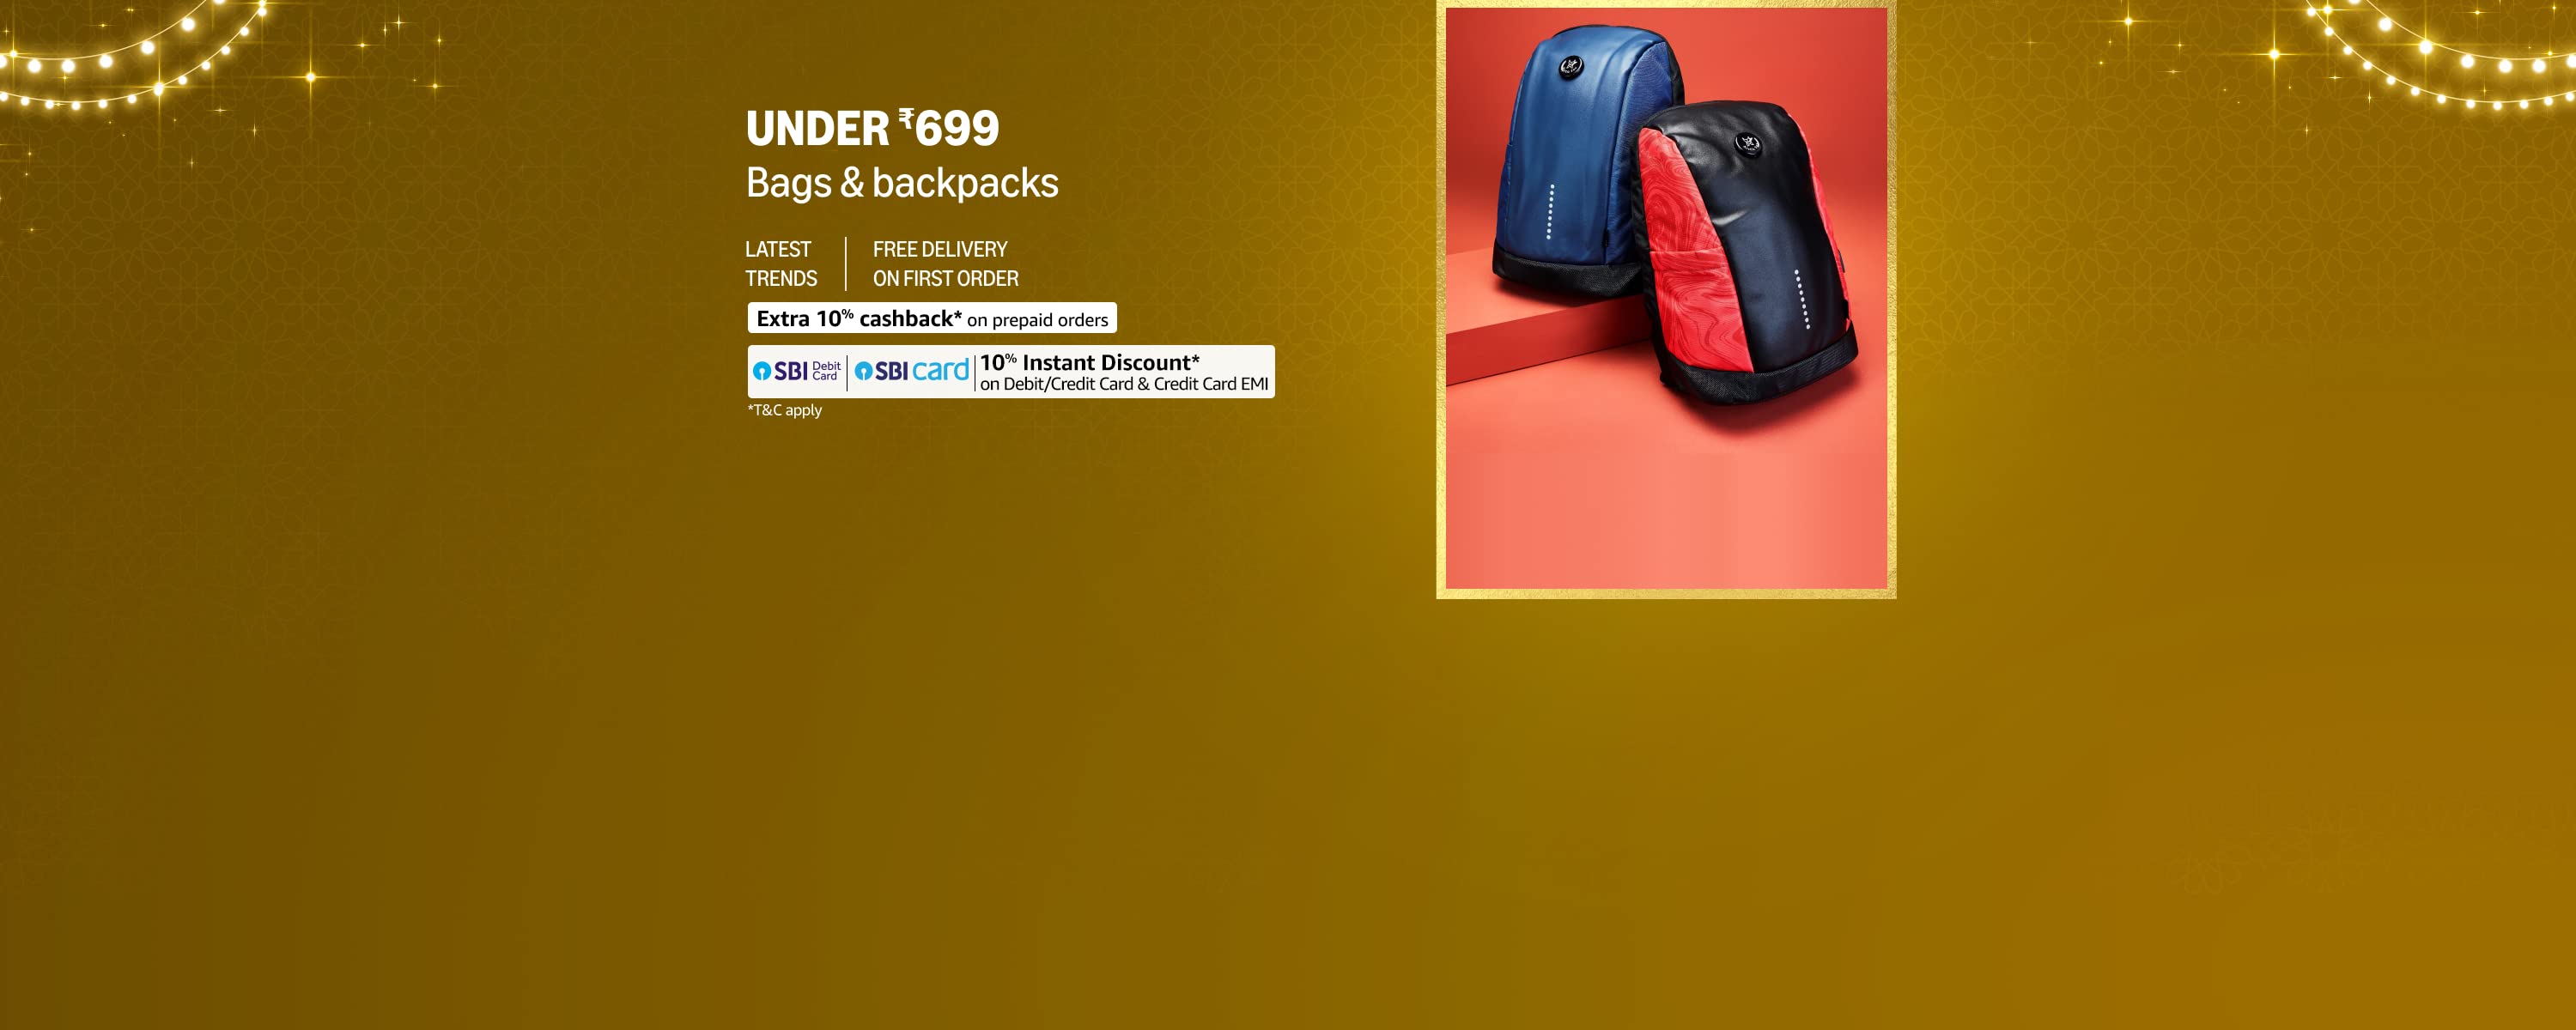 UNDER ₹699
Bags & backpacks
LATEST
TRENDS
FREE DELIVERY
ON FIRST ORDER
Extra 10% cashback* on prepaid orders
SBI Debit Card | SBI card | 10% Instant Discount*
on Debit/Credit Card & Credit Card EMI
*T&C apply